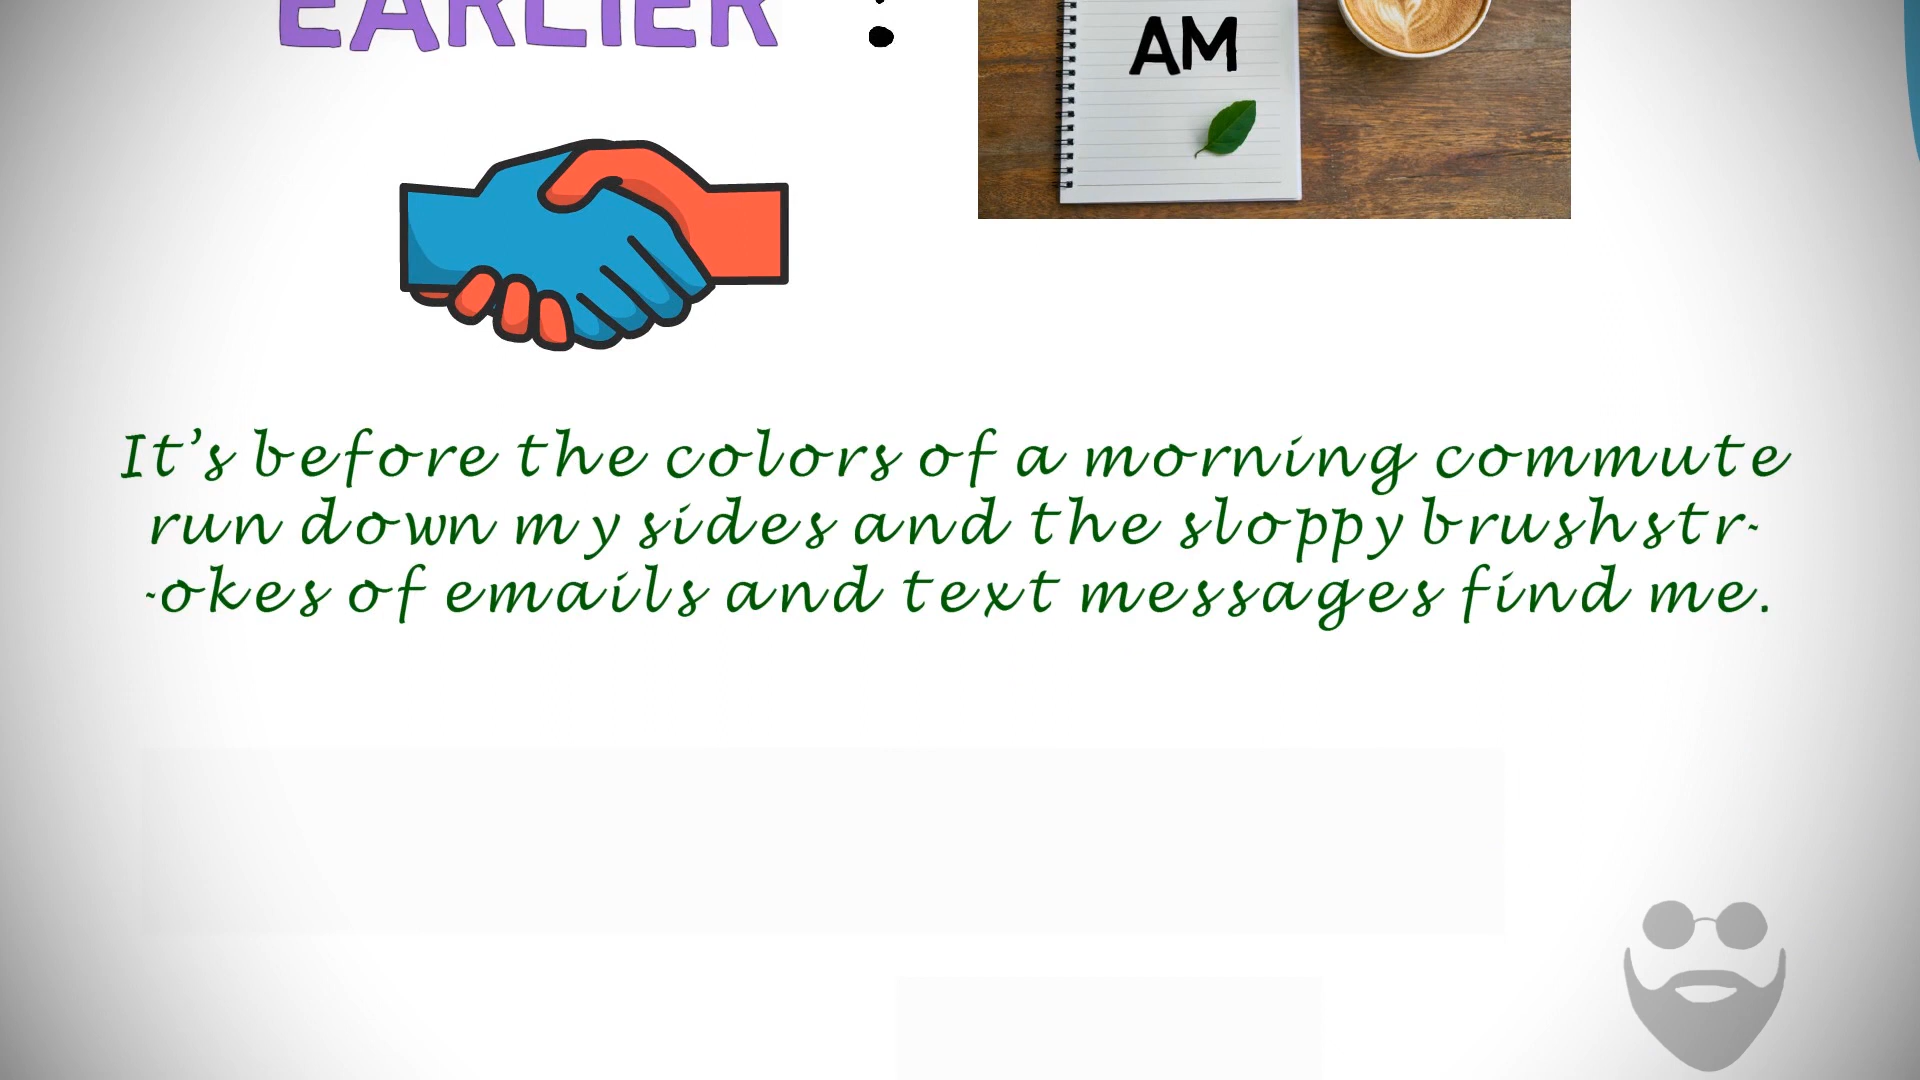 EARLIER :
AM
It’s before the colors of a morning commute
run down my sides and the sloppy brushstr-
-okes of emails and text messages find me.